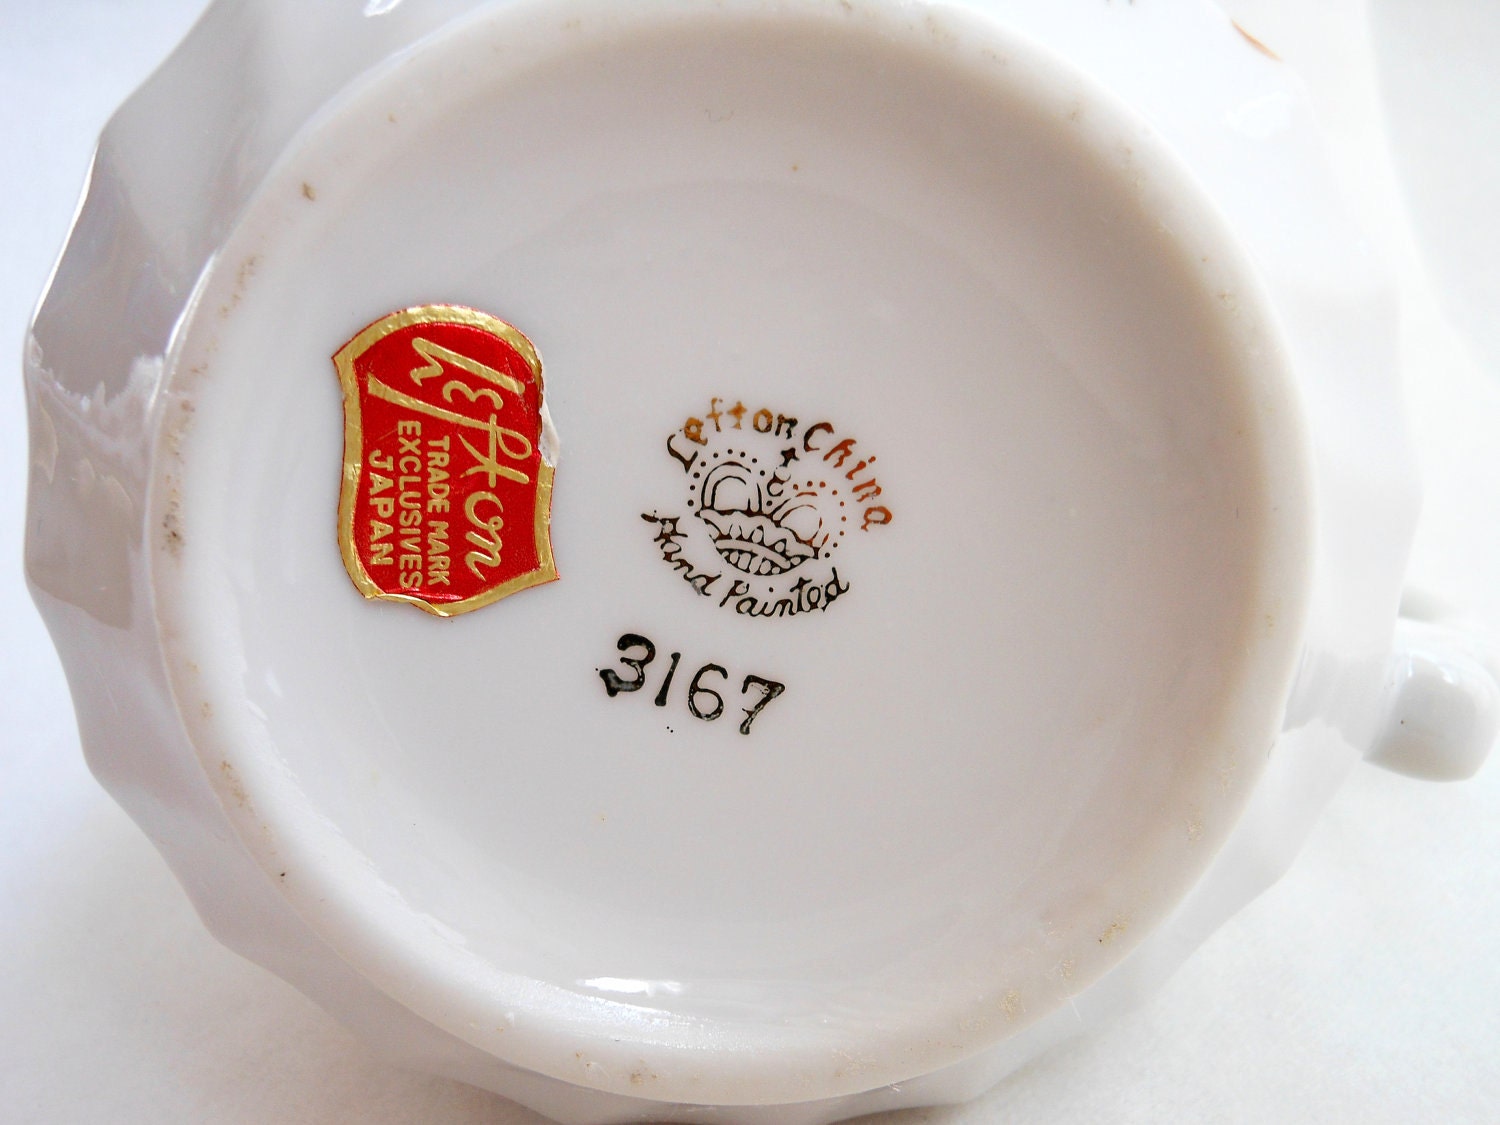 Lefton
TRADE MARK
EXCLUSIVES
JAPAN
Lefton China
Hand Painted
3167